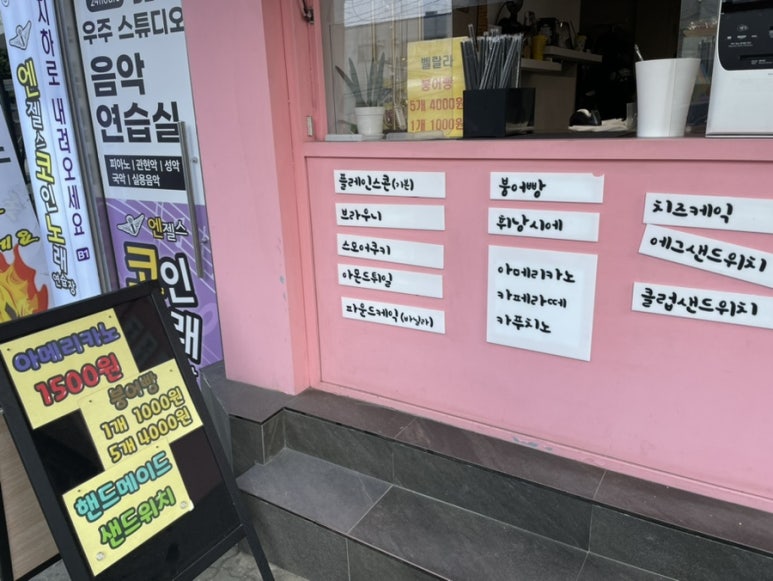 지하로 내려오세요 B1
엔젤스코인노래
연습장
우주 스튜디오
음악
연습실
피아노 | 관현악 | 성악
국악 | 실용음악
엔젤스
코인
래
벨릴라
붕어빵
5개 4000원
1개 1000원
플레인스콘(기본)
브라우니
스모어쿠키
아몬드튀일
파운드케익(바닐라)
붕어빵
휘낭시에
아메리카노
카페라떼
카푸치노
치즈케익
에그샌드위치
클럽샌드위치
아메리카노
1500원
붕어빵
1개 1000원
5개 4000원
핸드메이드
샌드위치